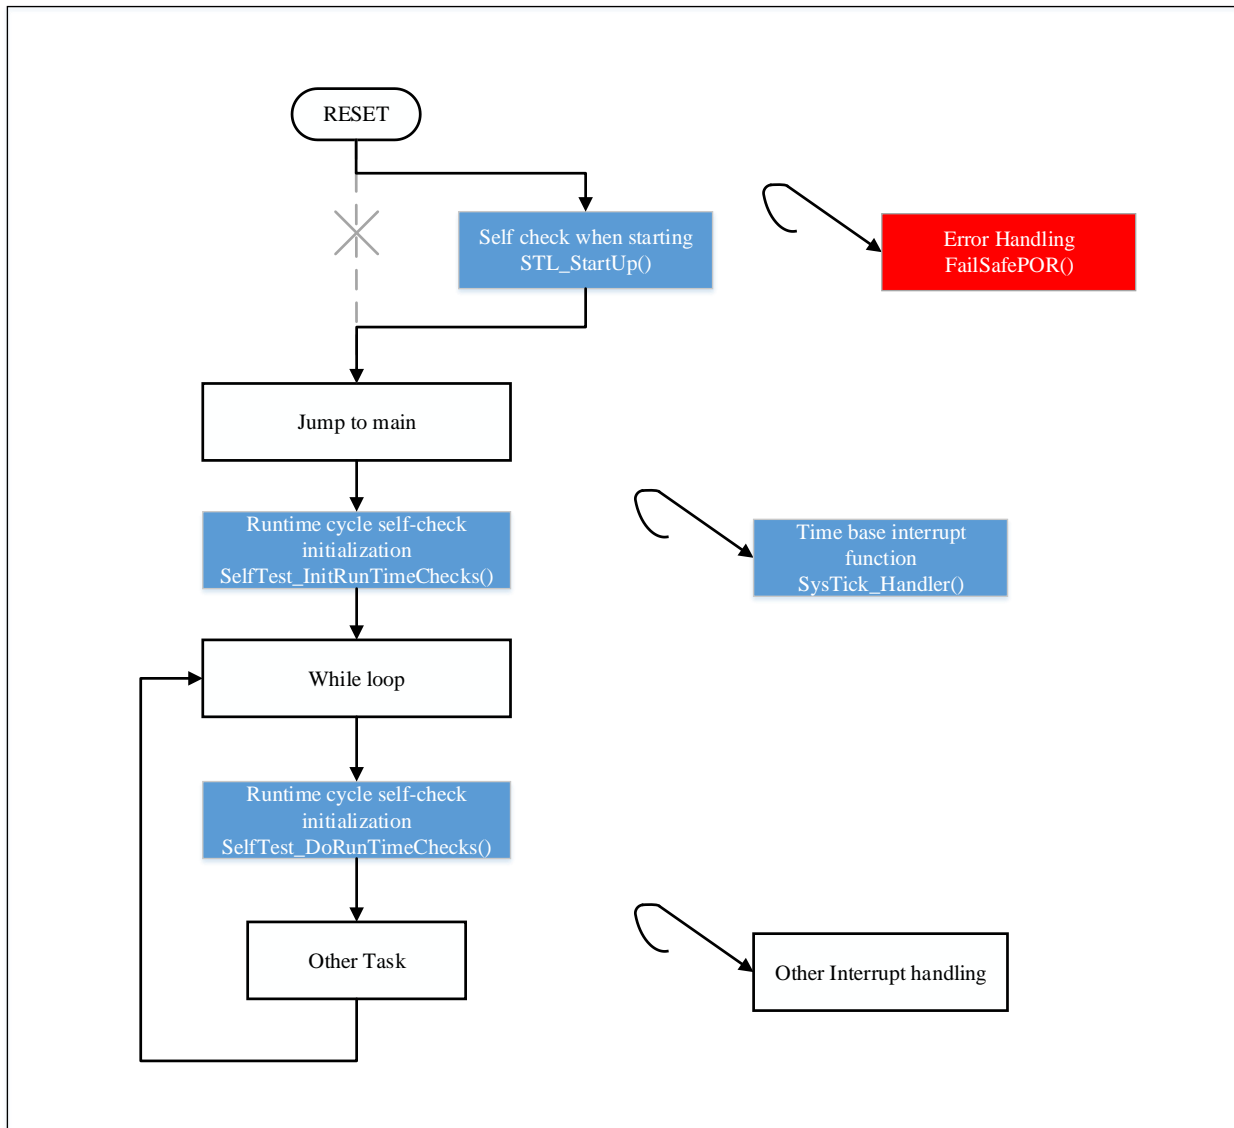 RESET
Self check when starting
STL_StartUp()
Error Handling
FailSafePOR()
Jump to main
Runtime cycle self-check
initialization
SelfTest_InitRunTimeChecks()
Time base interrupt
function
SysTick_Handler()
While loop
Runtime cycle self-check
initialization
SelfTest_DoRunTimeChecks()
Other Task
Other Interrupt handling